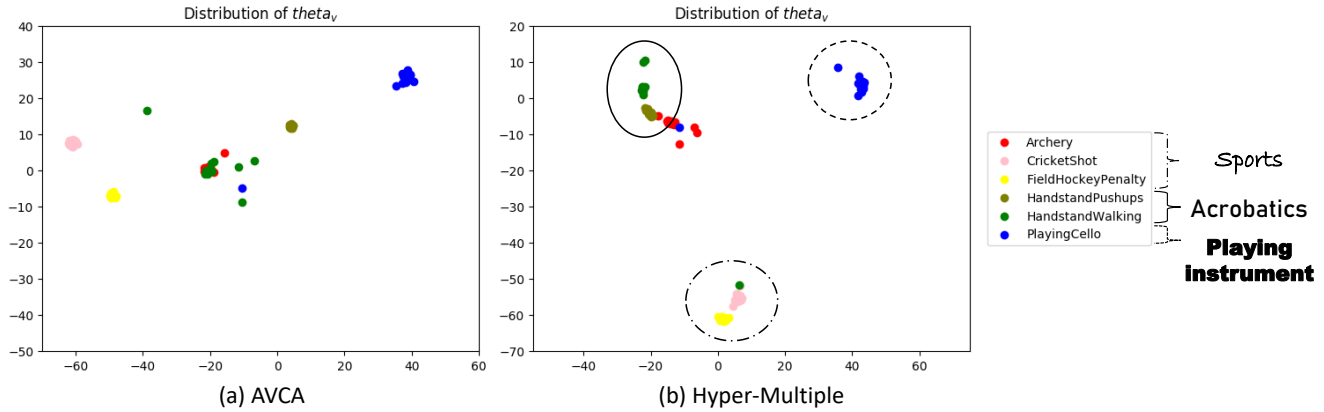 Distribution of theta_v
40
30
20
10
0
−10
−20
−30
−40
−50
−60
−40
−20
0
20
40
60
(a) AVCA
Distribution of theta_v
20
10
0
−10
−20
−30
−40
−50
−60
−70
−60
−40
−20
0
20
40
60
(b) Hyper-Multiple
Archery
CricketShot
FieldHockeyPenalty
HandstandPushups
HandstandWalking
PlayingCello
Sports
Acrobatics
Playing
instrument